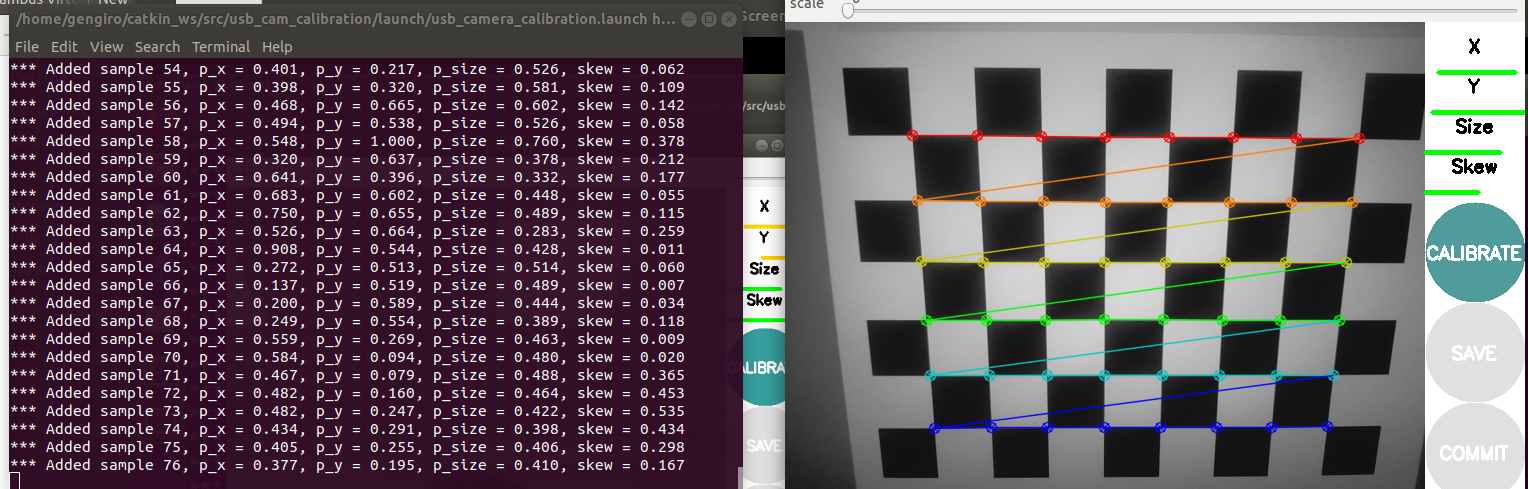 New
/home/gengiro/catkin_ws/src/usb_cam_calibration/launch/usb_camera_calibration.launch h...
File Edit View Search Terminal Help
*** Added sample 54, p_x = 0.401, p_y = 0.217, p_size = 0.526, skew = 0.062
*** Added sample 55, p_x = 0.398, p_y = 0.320, p_size = 0.581, skew = 0.109
*** Added sample 56, p_x = 0.468, p_y = 0.665, p_size = 0.602, skew = 0.142
*** Added sample 57, p_x = 0.494, p_y = 0.538, p_size = 0.526, skew = 0.058
*** Added sample 58, p_x = 0.548, p_y = 1.000, p_size = 0.760, skew = 0.378
*** Added sample 59, p_x = 0.320, p_y = 0.637, p_size = 0.378, skew = 0.212
*** Added sample 60, p_x = 0.641, p_y = 0.396, p_size = 0.332, skew = 0.177
*** Added sample 61, p_x = 0.683, p_y = 0.602, p_size = 0.448, skew = 0.055
*** Added sample 62, p_x = 0.750, p_y = 0.655, p_size = 0.489, skew = 0.115
*** Added sample 63, p_x = 0.526, p_y = 0.664, p_size = 0.283, skew = 0.259
*** Added sample 64, p_x = 0.908, p_y = 0.544, p_size = 0.428, skew = 0.011
*** Added sample 65, p_x = 0.272, p_y = 0.513, p_size = 0.514, skew = 0.060
*** Added sample 66, p_x = 0.137, p_y = 0.519, p_size = 0.489, skew = 0.007
*** Added sample 67, p_x = 0.200, p_y = 0.589, p_size = 0.444, skew = 0.034
*** Added sample 68, p_x = 0.249, p_y = 0.554, p_size = 0.389, skew = 0.118
*** Added sample 69, p_x = 0.559, p_y = 0.269, p_size = 0.463, skew = 0.009
*** Added sample 70, p_x = 0.584, p_y = 0.094, p_size = 0.480, skew = 0.020
*** Added sample 71, p_x = 0.467, p_y = 0.079, p_size = 0.488, skew = 0.365
*** Added sample 72, p_x = 0.482, p_y = 0.160, p_size = 0.464, skew = 0.453
*** Added sample 73, p_x = 0.482, p_y = 0.247, p_size = 0.422, skew = 0.535
*** Added sample 74, p_x = 0.434, p_y = 0.291, p_size = 0.398, skew = 0.434
*** Added sample 75, p_x = 0.405, p_y = 0.255, p_size = 0.406, skew = 0.298
*** Added sample 76, p_x = 0.377, p_y = 0.195, p_size = 0.410, skew = 0.167
Screen
_ws/src/usb
X
Y
Size
Skew
ALIBRA
SAVE
scale
X
Y
Size
Skew
CALIBRATE
SAVE
COMMIT